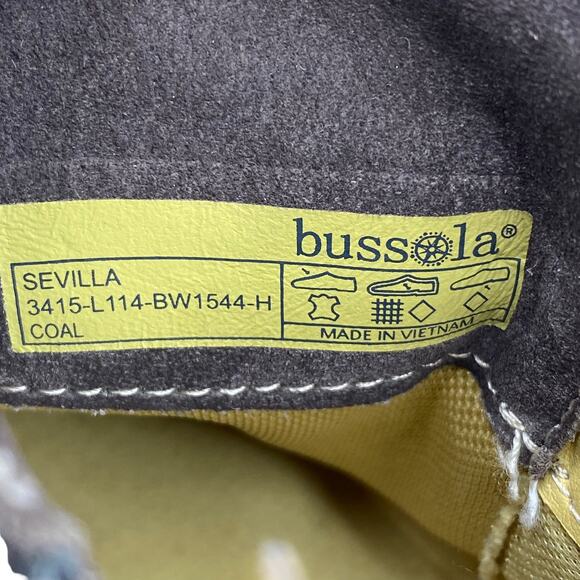 bussola®
SEVILLA
3415-L114-BW1544-H
COAL
MADE IN VIETNAM